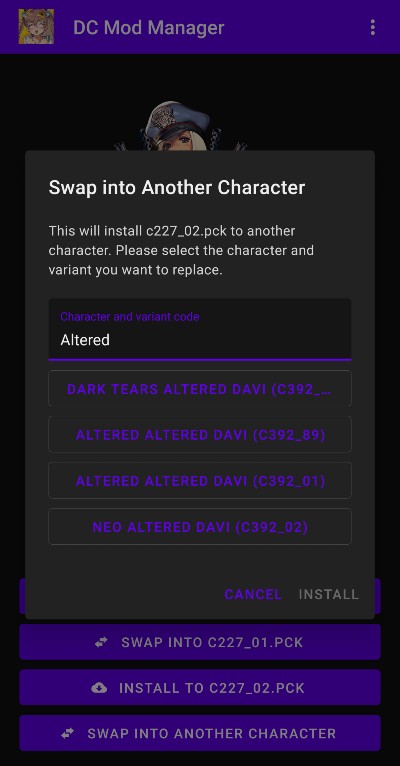 DC Mod Manager
Swap into Another Character
This will install c227_02.pck to another
character. Please select the character and
variant you want to replace.
Character and variant code
Altered
DARK TEARS ALTERED DAVI (C392_...
ALTERED ALTERED DAVI (C392_89)
ALTERED ALTERED DAVI (C392_01)
NEO ALTERED DAVI (C392_02)
CANCEL INSTALL
SWAP INTO C227_01.PCK
INSTALL TO C227_02.PCK
SWAP INTO ANOTHER CHARACTER